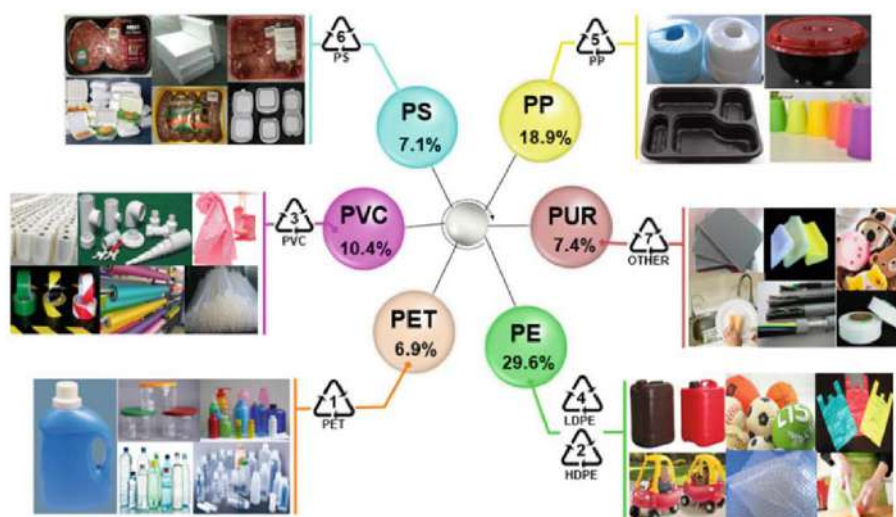 6
PS
PS
7.1%
5
PP
PP
18.9%
3
PVC
PVC
10.4%
PUR
7.4%
7
OTHER
PET
6.9%
PE
29.6%
1
PET
4
LDPE
2
HDPE